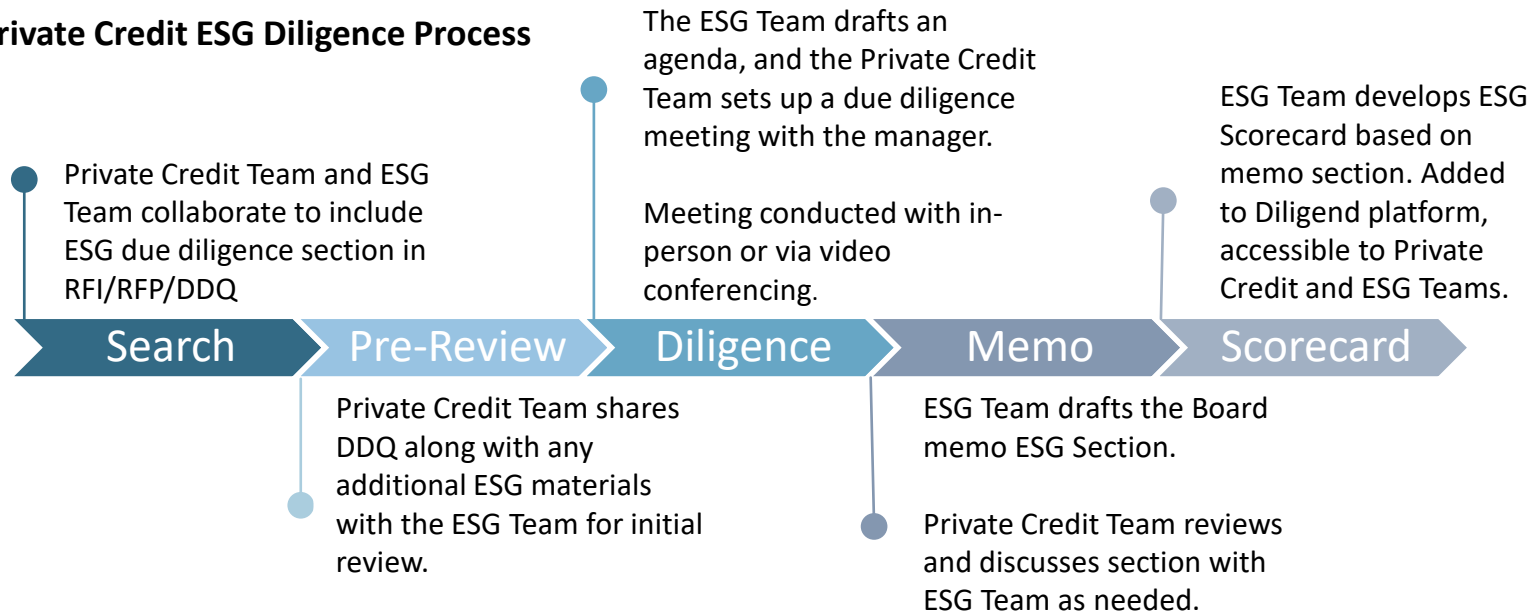 rivate Credit ESG Diligence Process
Private Credit Team and ESG
Team collaborate to include
ESG due diligence section in
RFI/RFP/DDQ
The ESG Team drafts an
agenda, and the Private Credit
Team sets up a due diligence
meeting with the manager.
Meeting conducted with in-
person or via video
conferencing.
ESG Team develops ESG
Scorecard based on
memo section. Added
to Diligend platform,
accessible to Private
Credit and ESG Teams.
Search
Pre-Review
Diligence
Memo
Scorecard
Private Credit Team shares
DDQ along with any
additional ESG materials
with the ESG Team for initial
review.
ESG Team drafts the Board
memo ESG Section.
Private Credit Team reviews
and discusses section with
ESG Team as needed.